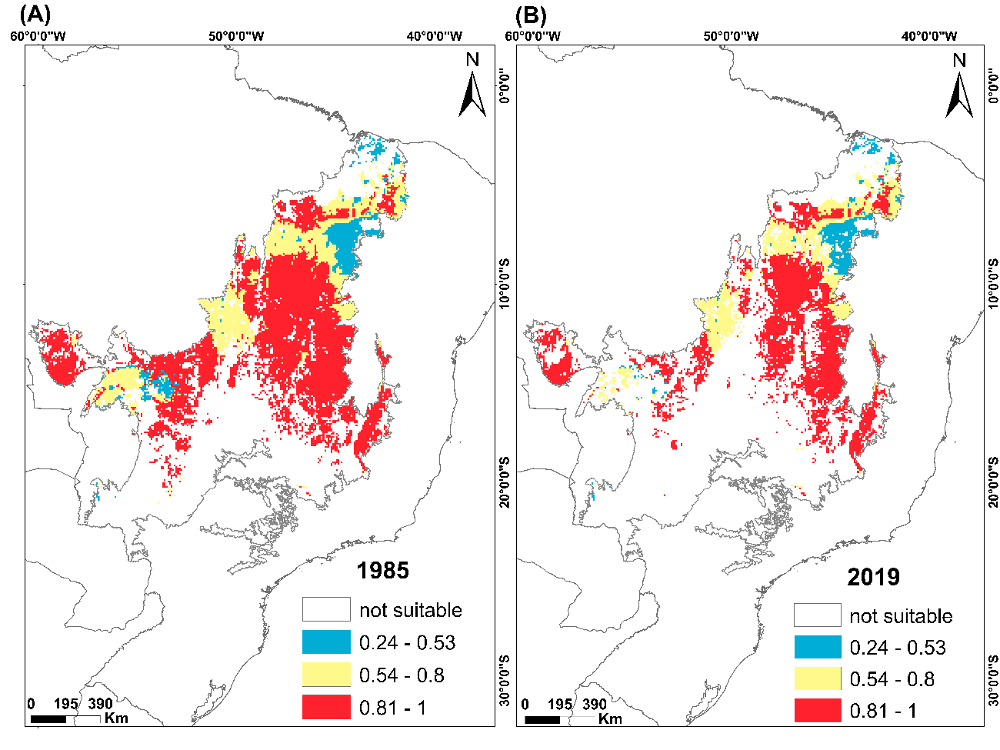 (A)
60°0'0"W 50°0'0"W 40°0'0"W
N
0°0'0"
10°0'0"S
20°0'0"S
30°0'0"S
1985
not suitable
0.24 - 0.53
0.54 - 0.8
0.81 - 1
0 195 390
Km
(B)
60°0'0"W 50°0'0"W 40°0'0"W
N
0°0'0"
10°0'0"S
20°0'0"S
30°0'0"S
2019
not suitable
0.24 - 0.53
0.54 - 0.8
0.81 - 1
0 195 390
Km